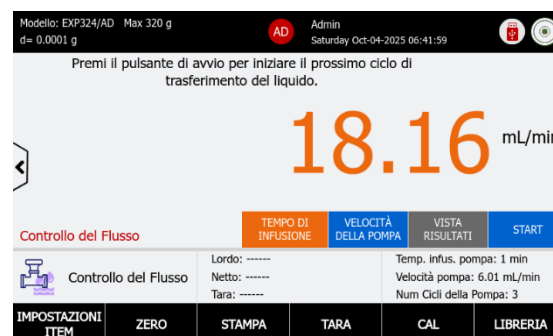 Modello: EXP324/AD Max 320 g
d= 0.0001 g
AD
Admin
Saturday Oct-04-2025 06:41:59
Premi il pulsante di avvio per iniziare il prossimo ciclo di
trasferimento del liquido.
18.16 mL/min
Controllo del Flusso
TEMPO DI
INFUSIONE
VELOCITÀ
DELLA POMPA
VISTA
RISULTATI
START
Controllo del Flusso
Lordo: ------
Netto: ------
Tara: ------
Temp. infus. pompa: 1 min
Velocità pompa: 6.01 mL/min
Num Cicli della Pompa: 3
IMPOSTAZIONI
ITEM
ZERO
STAMPA
TARA
CAL
LIBRERIA